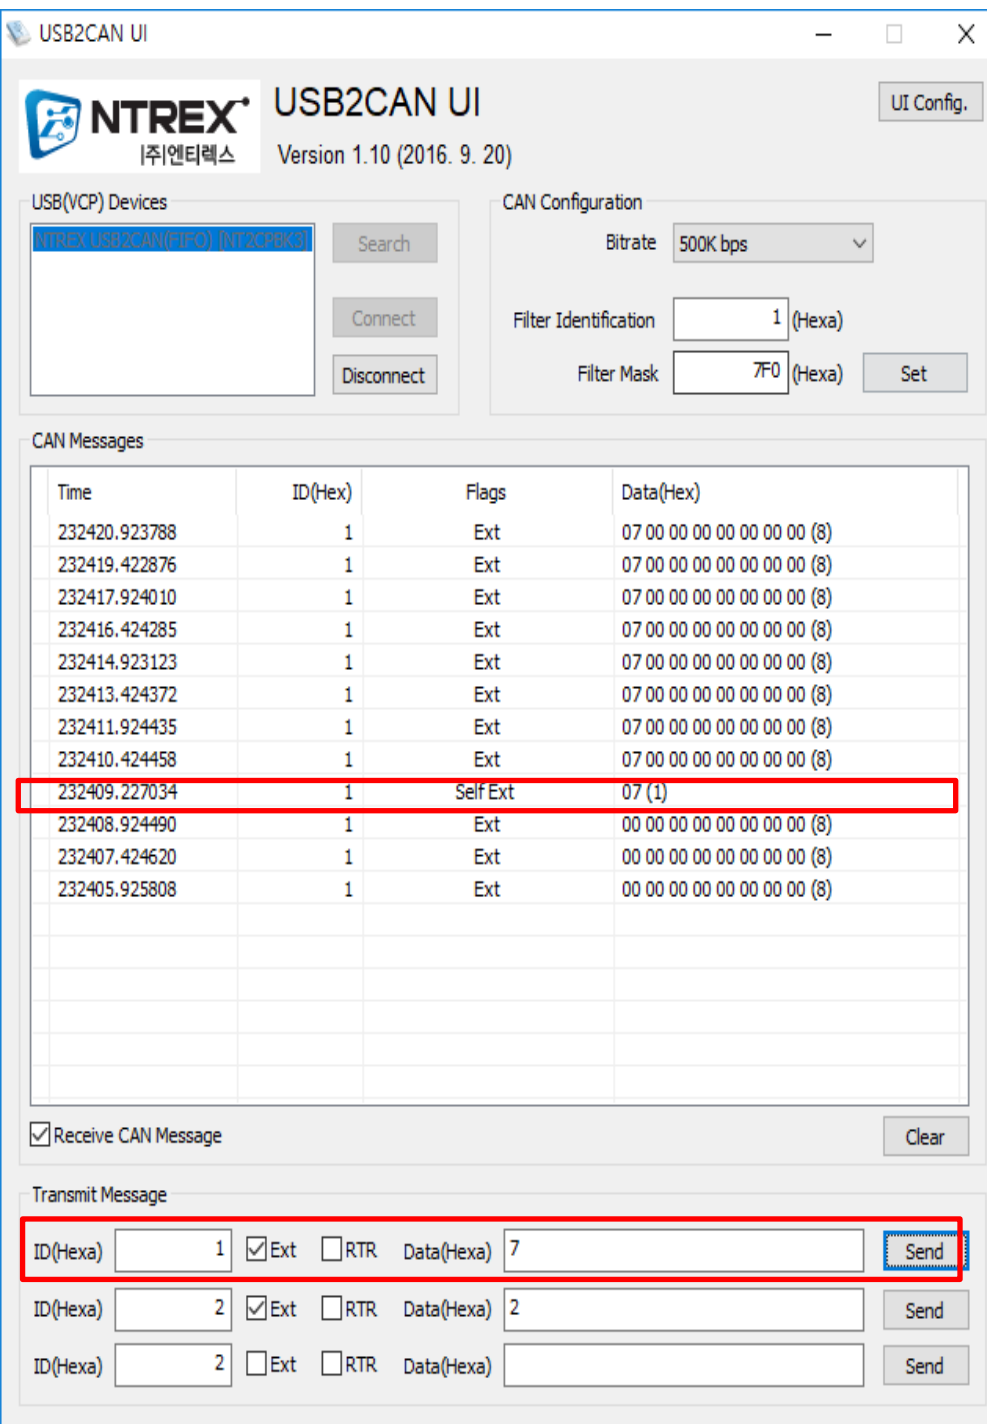 USB2CAN UI
NTREX
|주|엔티렉스
USB2CAN UI
Version 1.10 (2016. 9. 20)
UI Config.
USB(VCP) Devices
NTREX USB2CAN(FIFO) [NT2CPBK3]
Search
Connect
Disconnect
CAN Configuration
Bitrate 500K bps
Filter Identification 1 (Hexa)
Filter Mask 7F0 (Hexa) Set
CAN Messages
Time ID(Hex) Flags Data(Hex)
232420.923788 1 Ext 07 00 00 00 00 00 00 00 (8)
232419.422876 1 Ext 07 00 00 00 00 00 00 00 (8)
232417.924010 1 Ext 07 00 00 00 00 00 00 00 (8)
232416.424285 1 Ext 07 00 00 00 00 00 00 00 (8)
232414.923123 1 Ext 07 00 00 00 00 00 00 00 (8)
232413.424372 1 Ext 07 00 00 00 00 00 00 00 (8)
232411.924435 1 Ext 07 00 00 00 00 00 00 00 (8)
232410.424458 1 Ext 07 00 00 00 00 00 00 00 (8)
232409.227034 1 Self Ext 07 (1)
232408.924490 1 Ext 00 00 00 00 00 00 00 00 (8)
232407.424620 1 Ext 00 00 00 00 00 00 00 00 (8)
232405.925808 1 Ext 00 00 00 00 00 00 00 00 (8)
Receive CAN Message Clear
Transmit Message
ID(Hexa) 1 Ext RTR Data(Hexa) 7 Send
ID(Hexa) 2 Ext RTR Data(Hexa) 2 Send
ID(Hexa) 2 Ext RTR Data(Hexa) Send